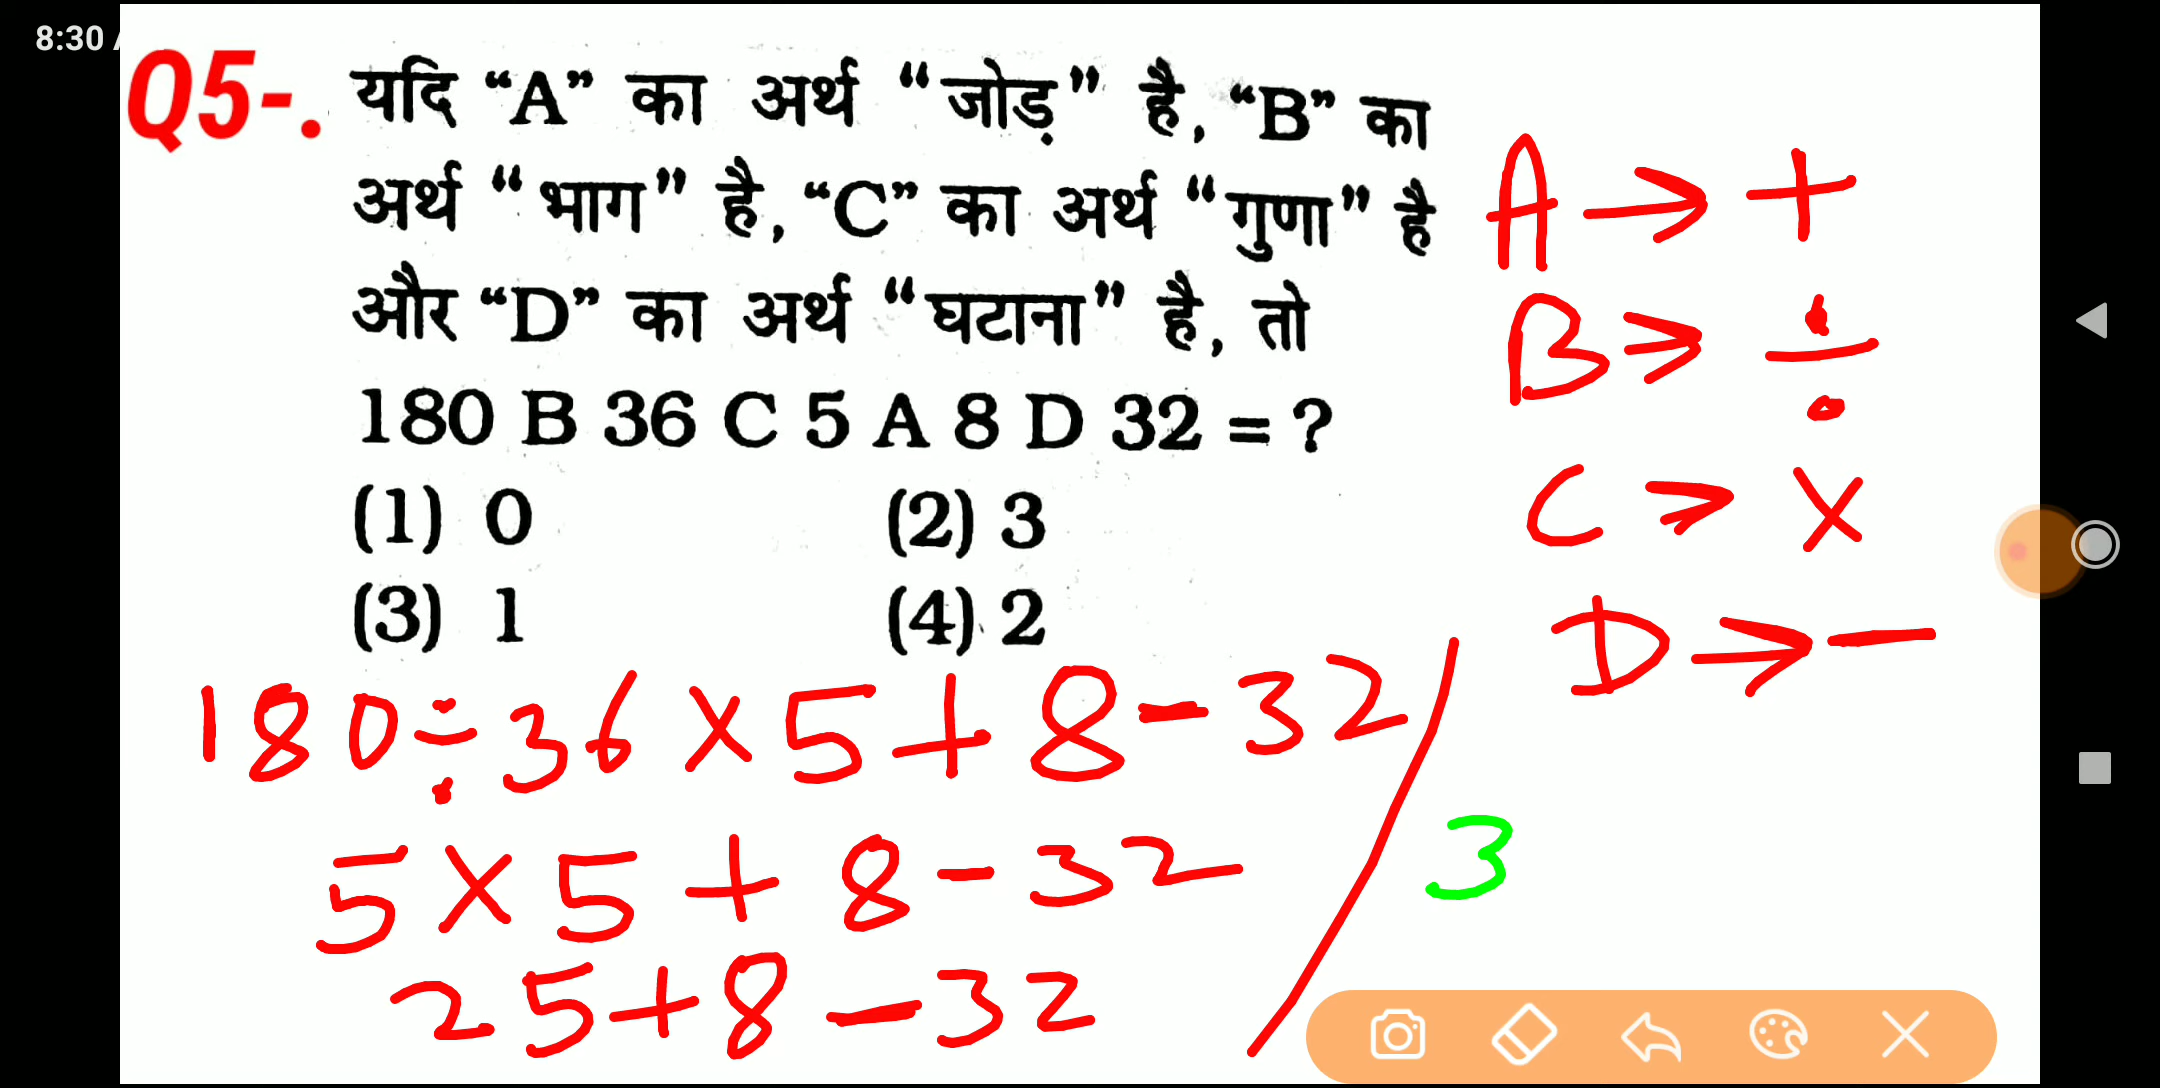 8:30
Q5-. यदि “A” का अर्थ “जोड़” है, “B” का
अर्थ “भाग” है, “C” का अर्थ “गुणा” है
और “D” का अर्थ “घटाना” है, तो
180 B 36 C 5 A 8 D 32 = ?
(1) 0 (2) 3
(3) 1 (4) 2
A → +
B → ÷
C → ×
D → −
180 ÷ 36 × 5 + 8 - 32
5 × 5 + 8 - 32
25 + 8 - 32
3